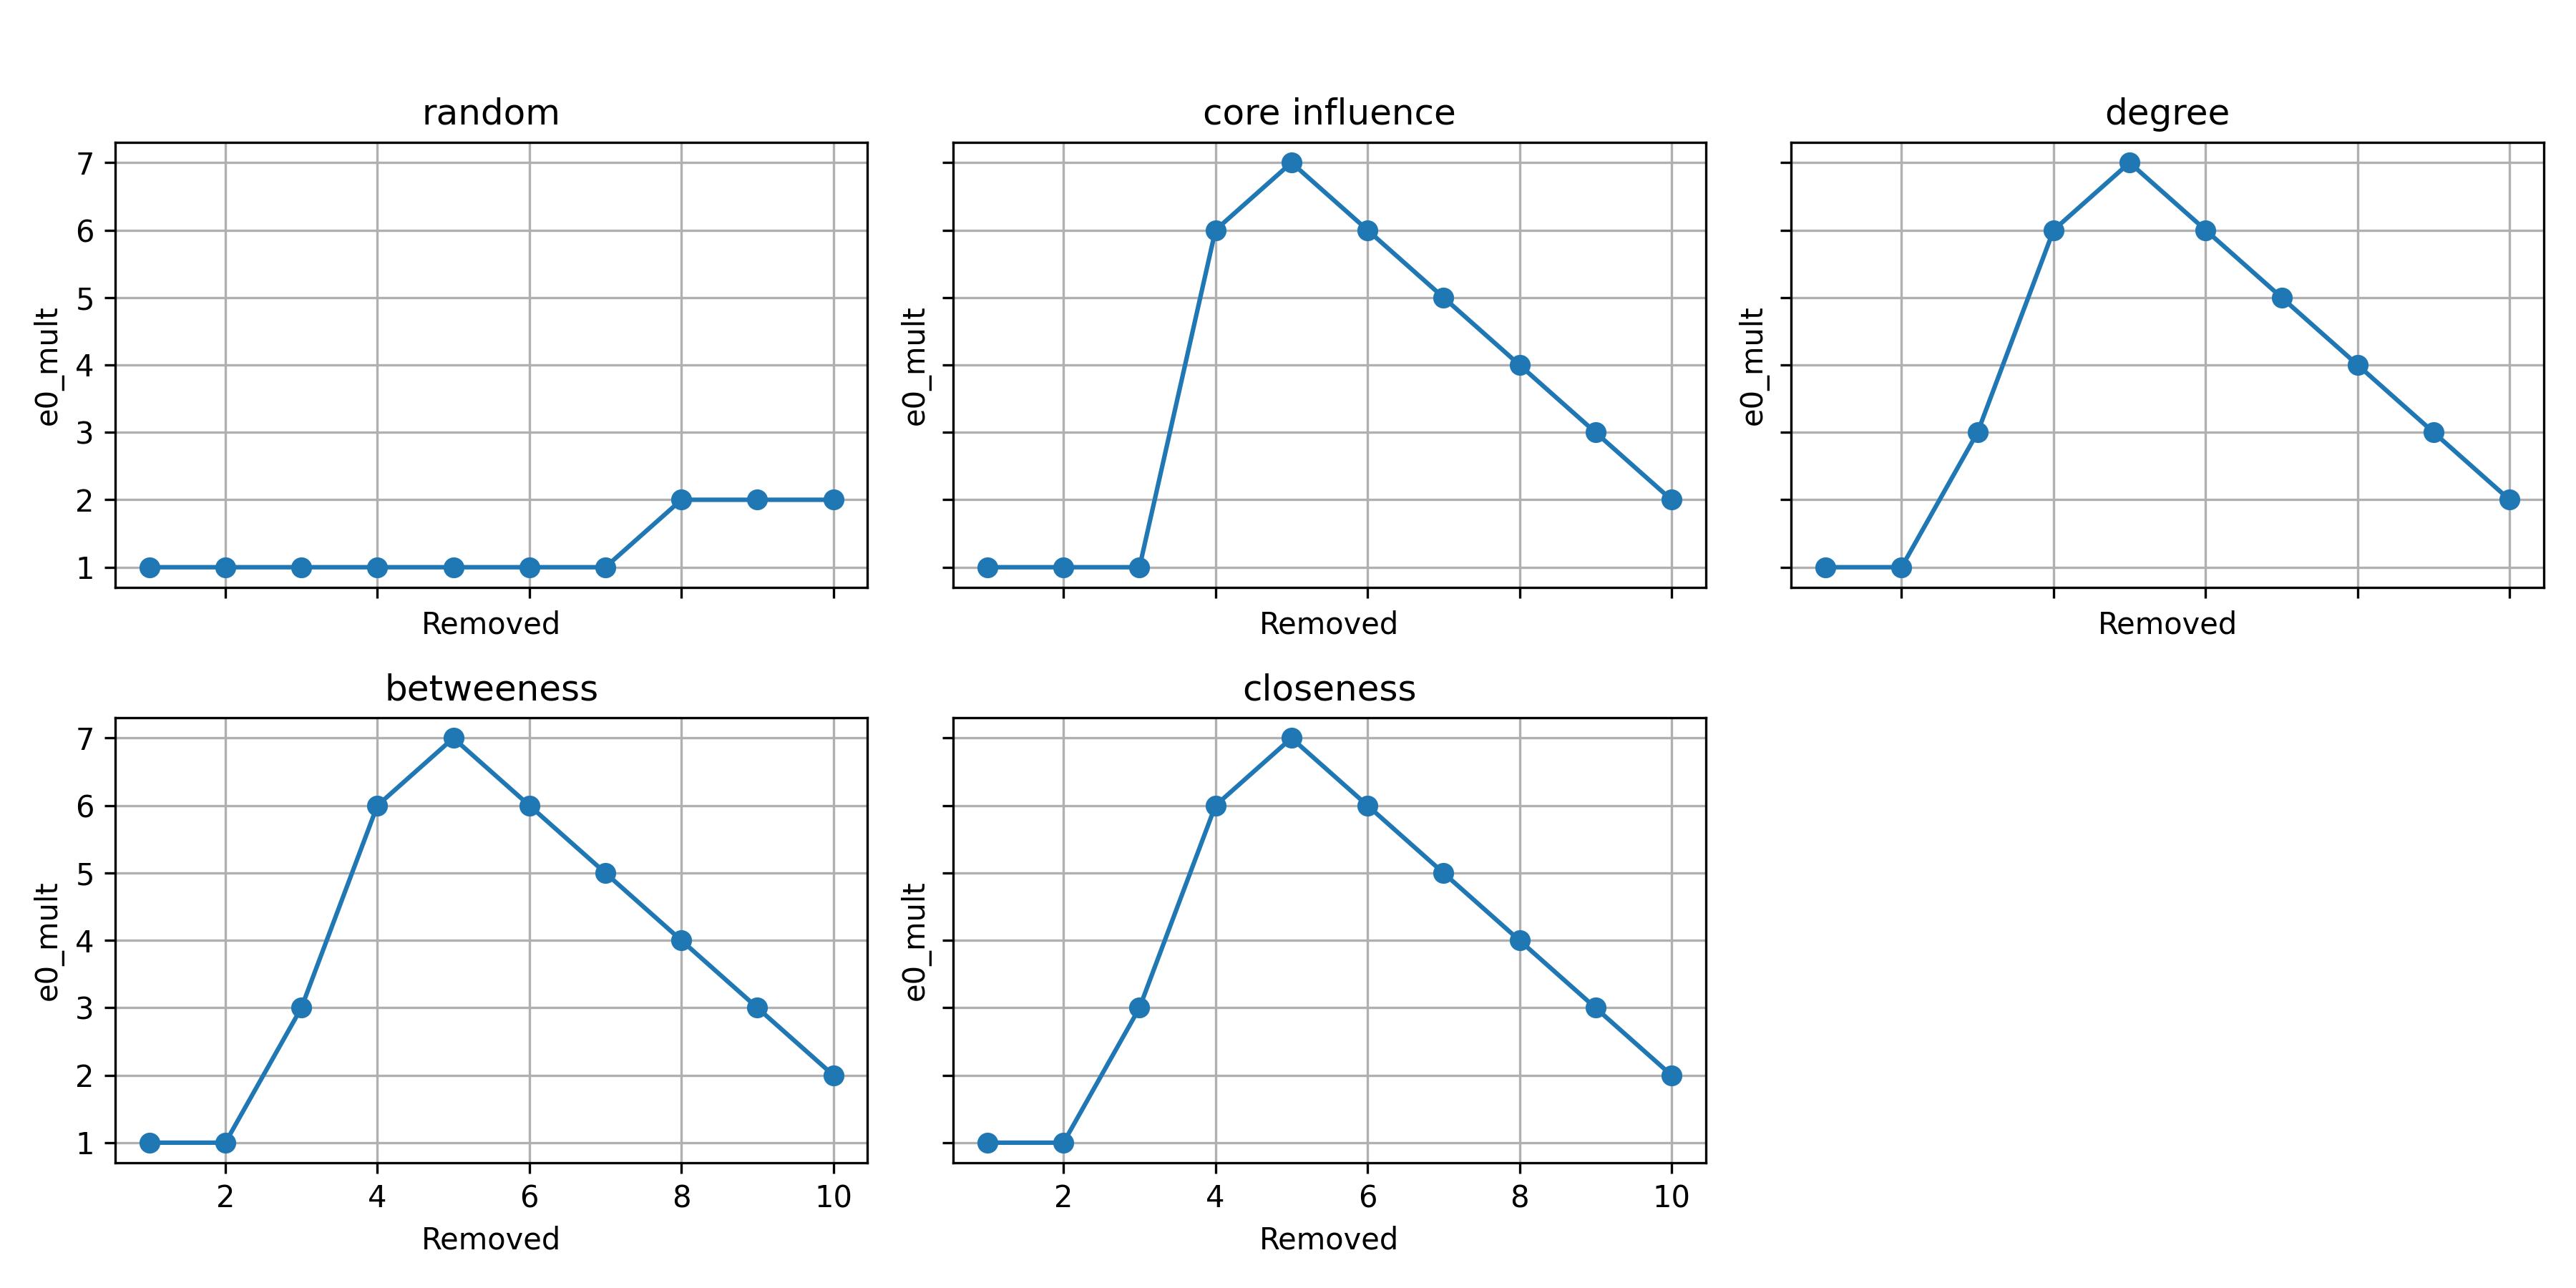 random
core influence
degree
7
6
5
4
3
2
1
e0_mult
e0_mult
e0_mult
Removed
Removed
Removed
betweeness
closeness
7
6
5
4
3
2
1
e0_mult
e0_mult
2 4 6 8 10
2 4 6 8 10
Removed
Removed